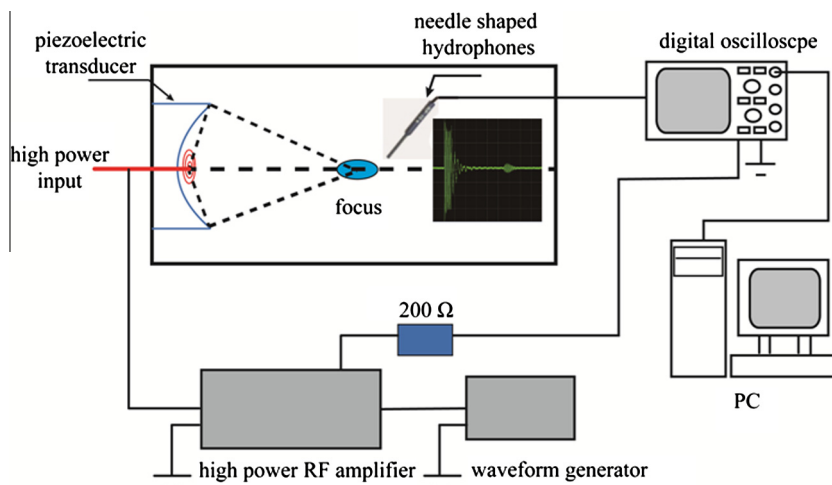 needle shaped
hydrophones
piezoelectric
transducer
digital oscilloscpe
high power
input
focus
200 Ω
PC
high power RF amplifier
waveform generator